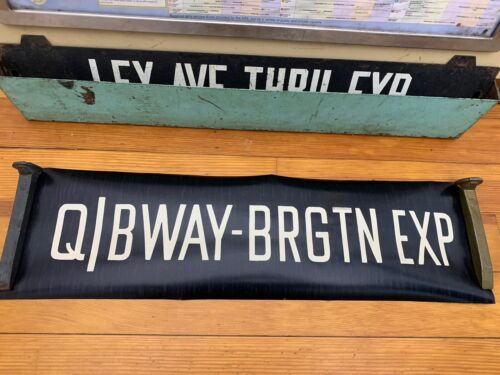 LEX AVE THRU EXP
Q/BWAY-BRGTN EXP